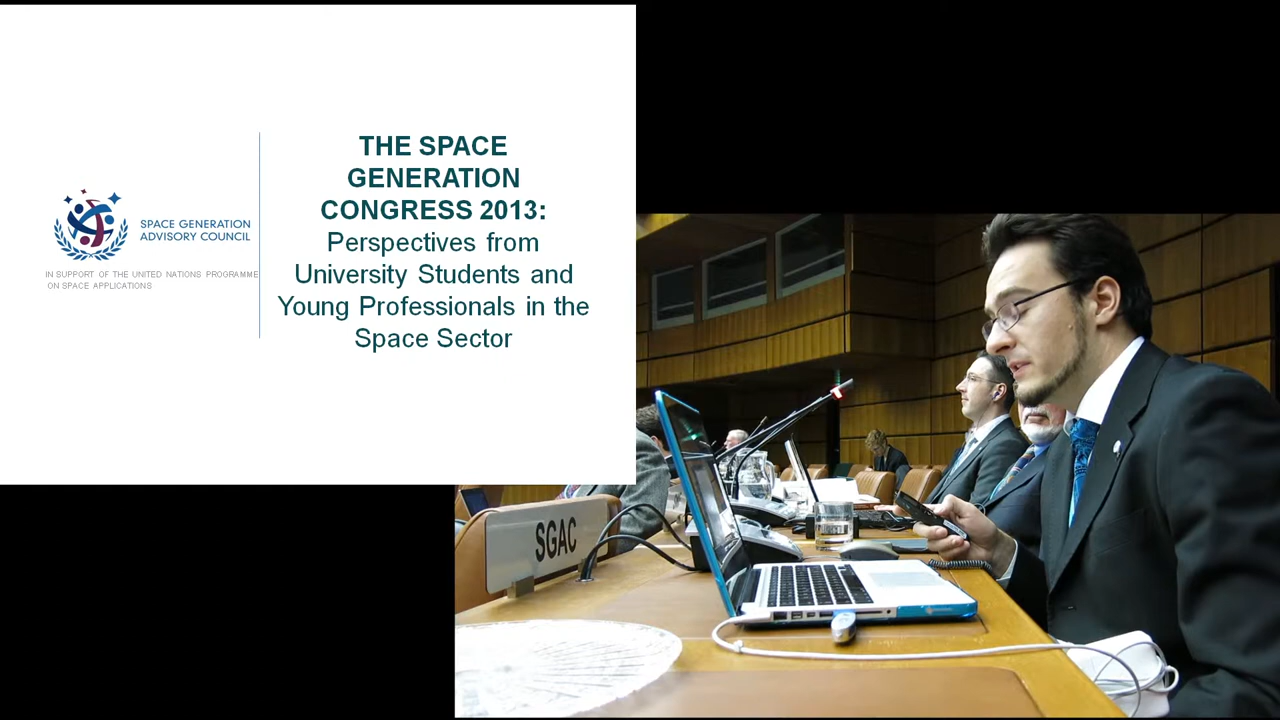 THE SPACE
GENERATION
CONGRESS 2013:
Perspectives from
University Students and
Young Professionals in the
Space Sector
SPACE GENERATION
ADVISORY COUNCIL
IN SUPPORT OF THE UNITED NATIONS PROGRAMME
ON SPACE APPLICATIONS
SGAC